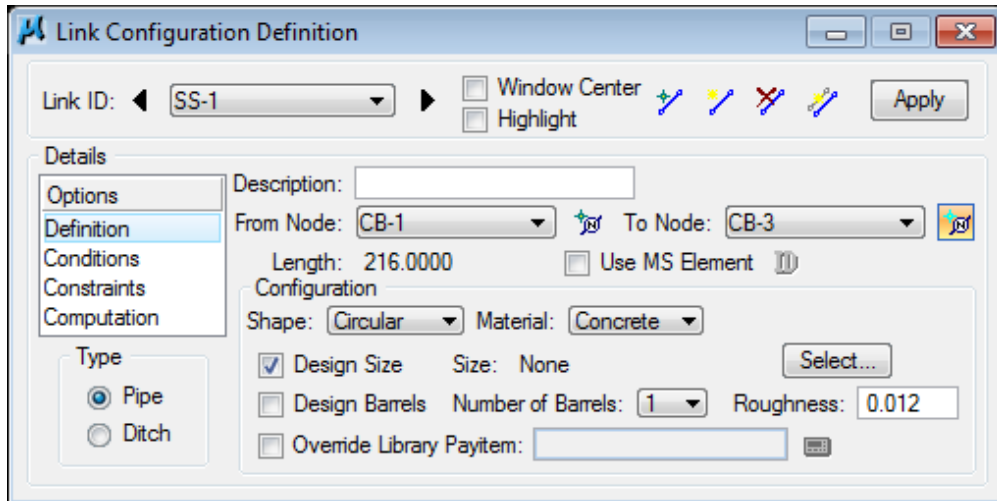 Link Configuration Definition
Link ID: SS-1 Window Center Apply
Highlight
Details
Options
Definition
Conditions
Constraints
Computation
Description:
From Node: CB-1 To Node: CB-3
Length: 216.0000 Use MS Element
Configuration
Shape: Circular Material: Concrete
Design Size Size: None Select...
Design Barrels Number of Barrels: 1 Roughness: 0.012
Override Library Payitem:
Type
Pipe
Ditch